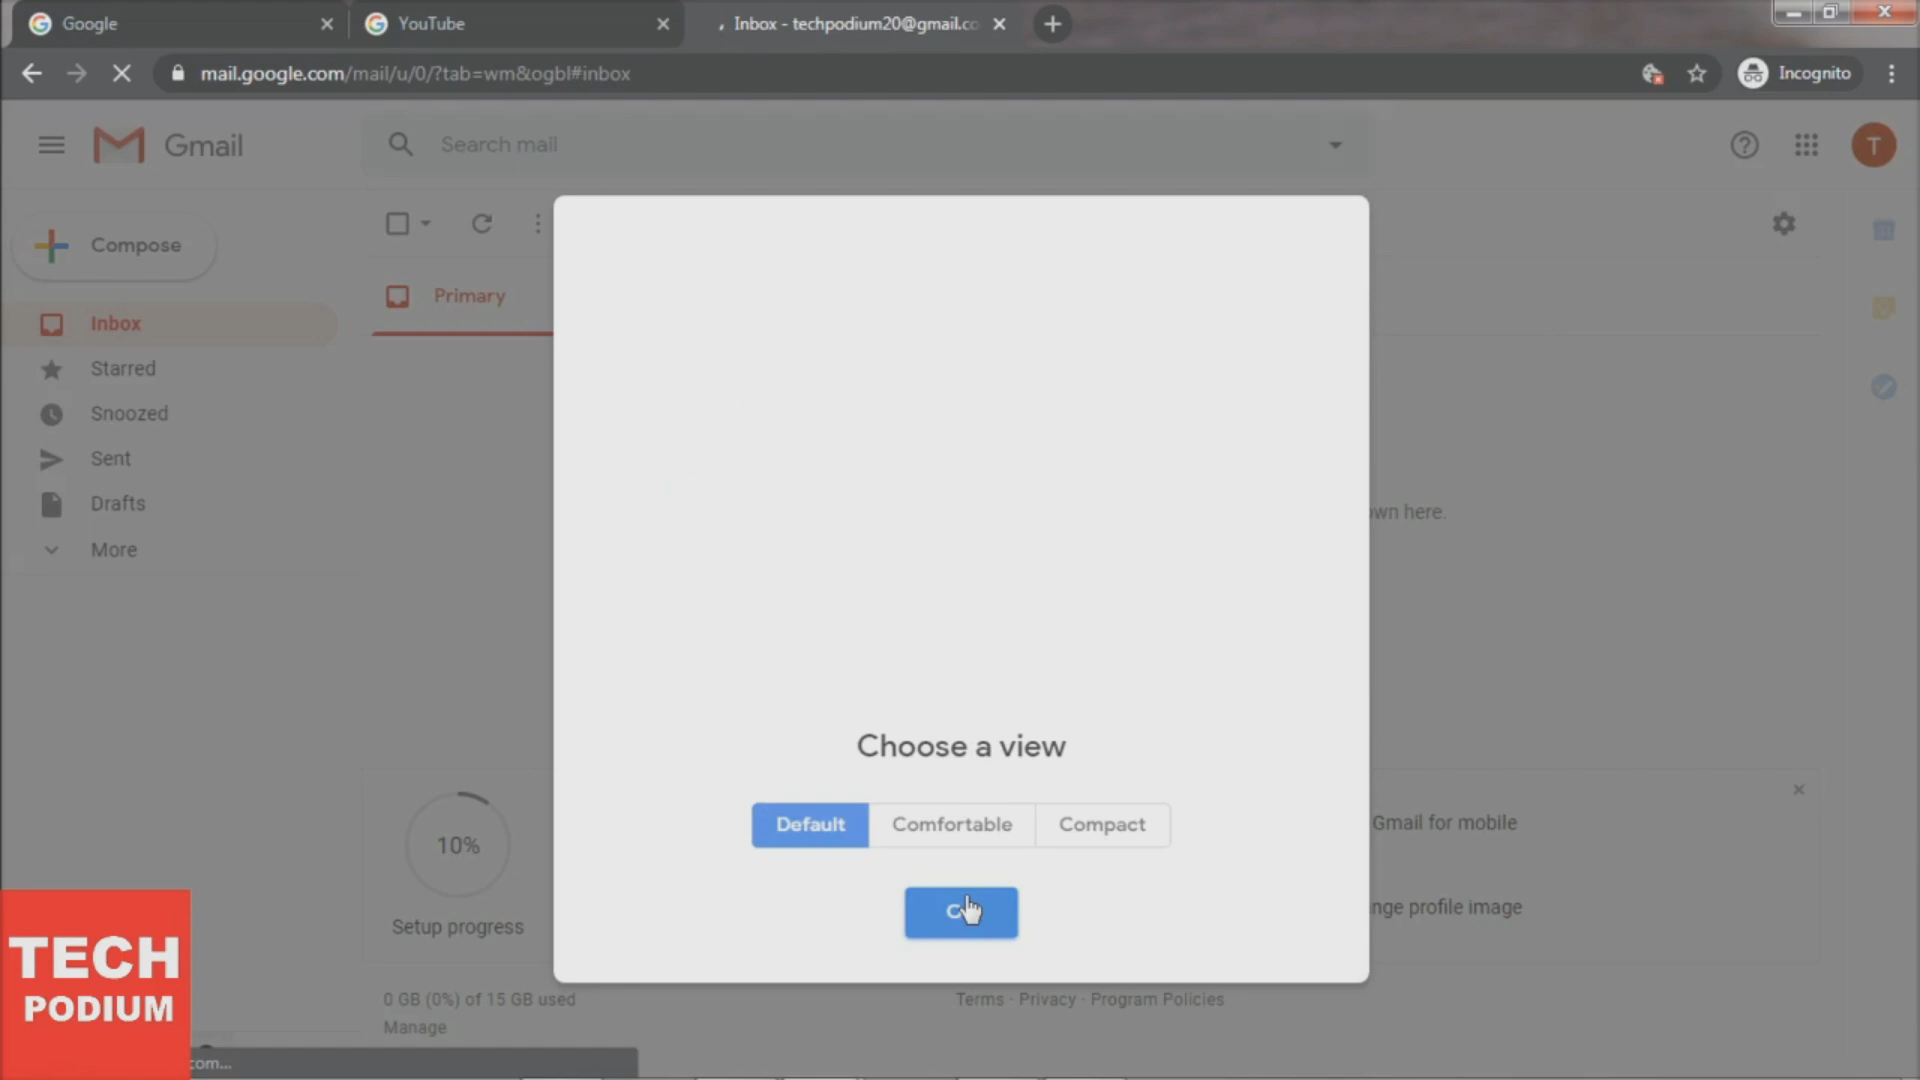 Google
YouTube
Inbox - techpodium20@gmail.co
mail.google.com/mail/u/0/?tab=wm&ogbl#inbox
Incognito
Gmail
Search mail
T
Compose
Primary
Inbox
Starred
Snoozed
Sent
Drafts
More
own here.
Choose a view
Default
Comfortable
Compact
10%
Setup progress
Gmail for mobile
nge profile image
0 GB (0%) of 15 GB used
Manage
Terms · Privacy · Program Policies
TECH
PODIUM
com...